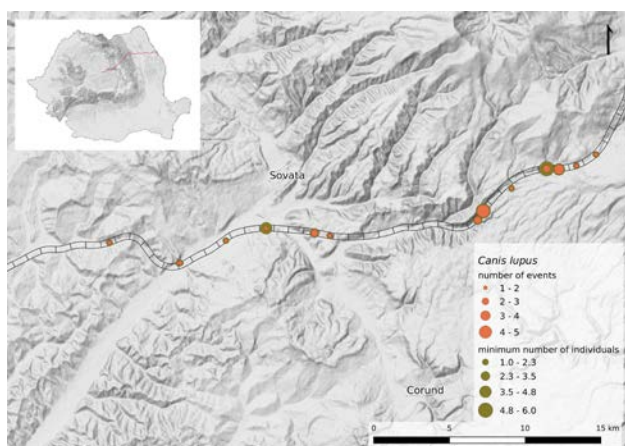 Sovata
Canis lupus
number of events
1 - 2
2 - 3
3 - 4
4 - 5
minimum number of individuals
1.0 - 2.3
2.3 - 3.5
3.5 - 4.8
4.8 - 6.0
Corund
0 5 10 15 km